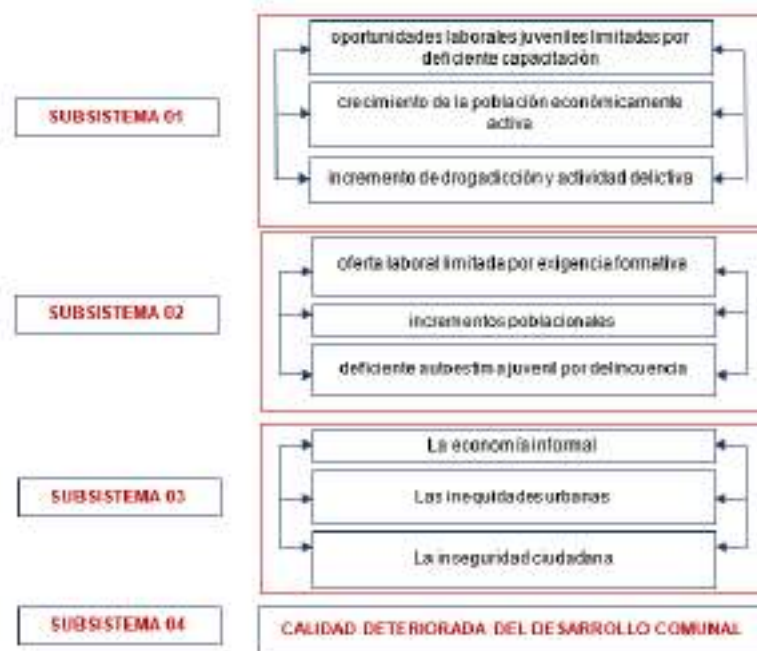 oportunidades laborales juveniles limitadas por
deficiente capacitación
SUBSISTEMA 01
crecimiento de la población económicamente
activa
incremento de drogadicción y actividad delictiva
oferta laboral limitada por exigencia formativa
SUBSISTEMA 02
incrementos poblacionales
deficiente autoestima juvenil por delincuencia
La economía informal
SUBSISTEMA 03
Las inequidades urbanas
La inseguridad ciudadana
SUBSISTEMA 04
CALIDAD DETERIORADA DEL DESARROLLO COMUNAL